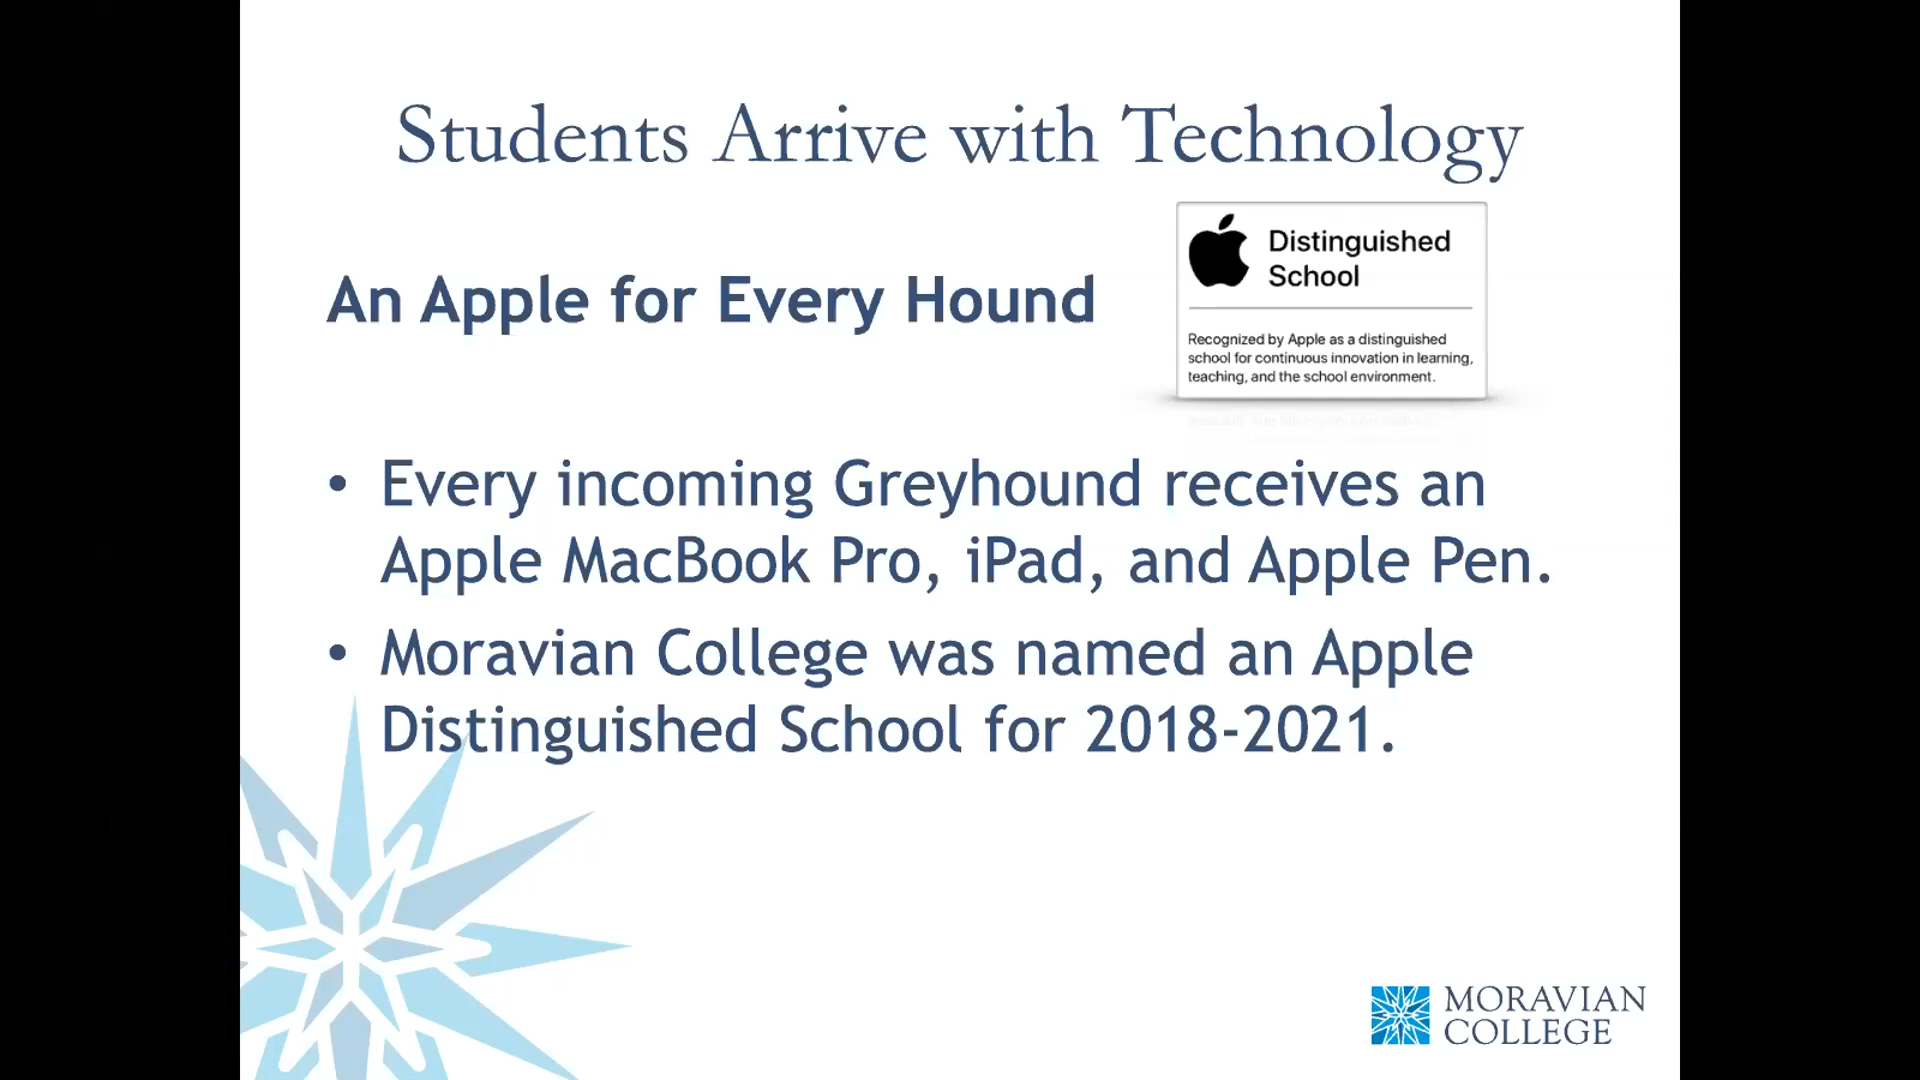 Students Arrive with Technology
An Apple for Every Hound
Distinguished
School
Recognized by Apple as a distinguished
school for continuous innovation in learning,
teaching, and the school environment.
• Every incoming Greyhound receives an
Apple MacBook Pro, iPad, and Apple Pen.
• Moravian College was named an Apple
Distinguished School for 2018-2021.
MORAVIAN
COLLEGE